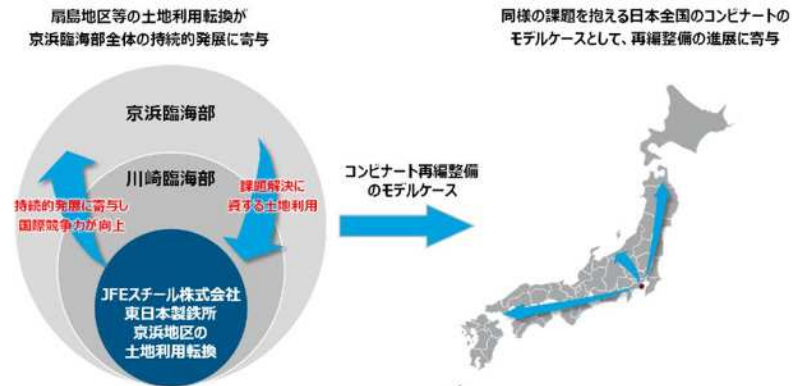 扇島地区等の土地利用転換が
京浜臨海部全体の持続的発展に寄与
同様の課題を抱える日本全国のコンビナートの
モデルケースとして、再編整備の進展に寄与
京浜臨海部
川崎臨海部
持続的発展に寄与し
国際競争力が向上
課題解決に
資する土地利用
JFEスチール株式会社
東日本製鉄所
京浜地区の
土地利用転換
コンビナート再編整備
のモデルケース